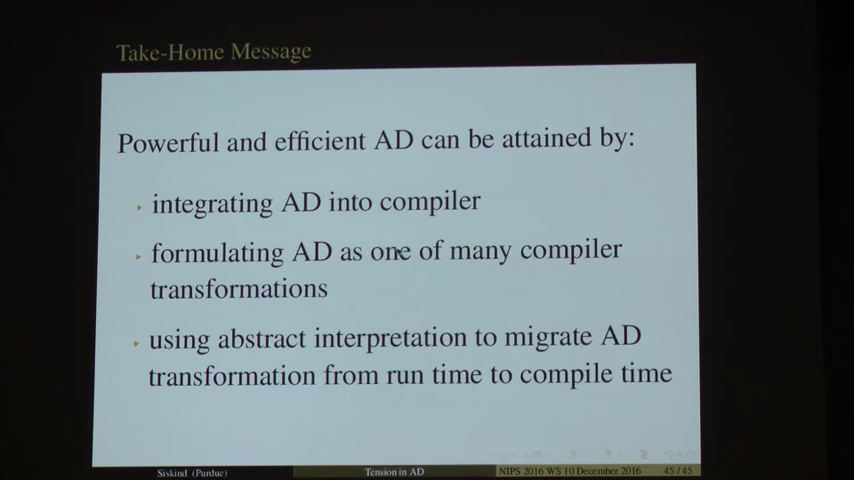 Take-Home Message
Powerful and efficient AD can be attained by:
integrating AD into compiler
formulating AD as one of many compiler
transformations
using abstract interpretation to migrate AD
transformation from run time to compile time
Siskind (Purdue)
Tension in AD
NIPS 2016 WS 10 December 2016
45 / 45